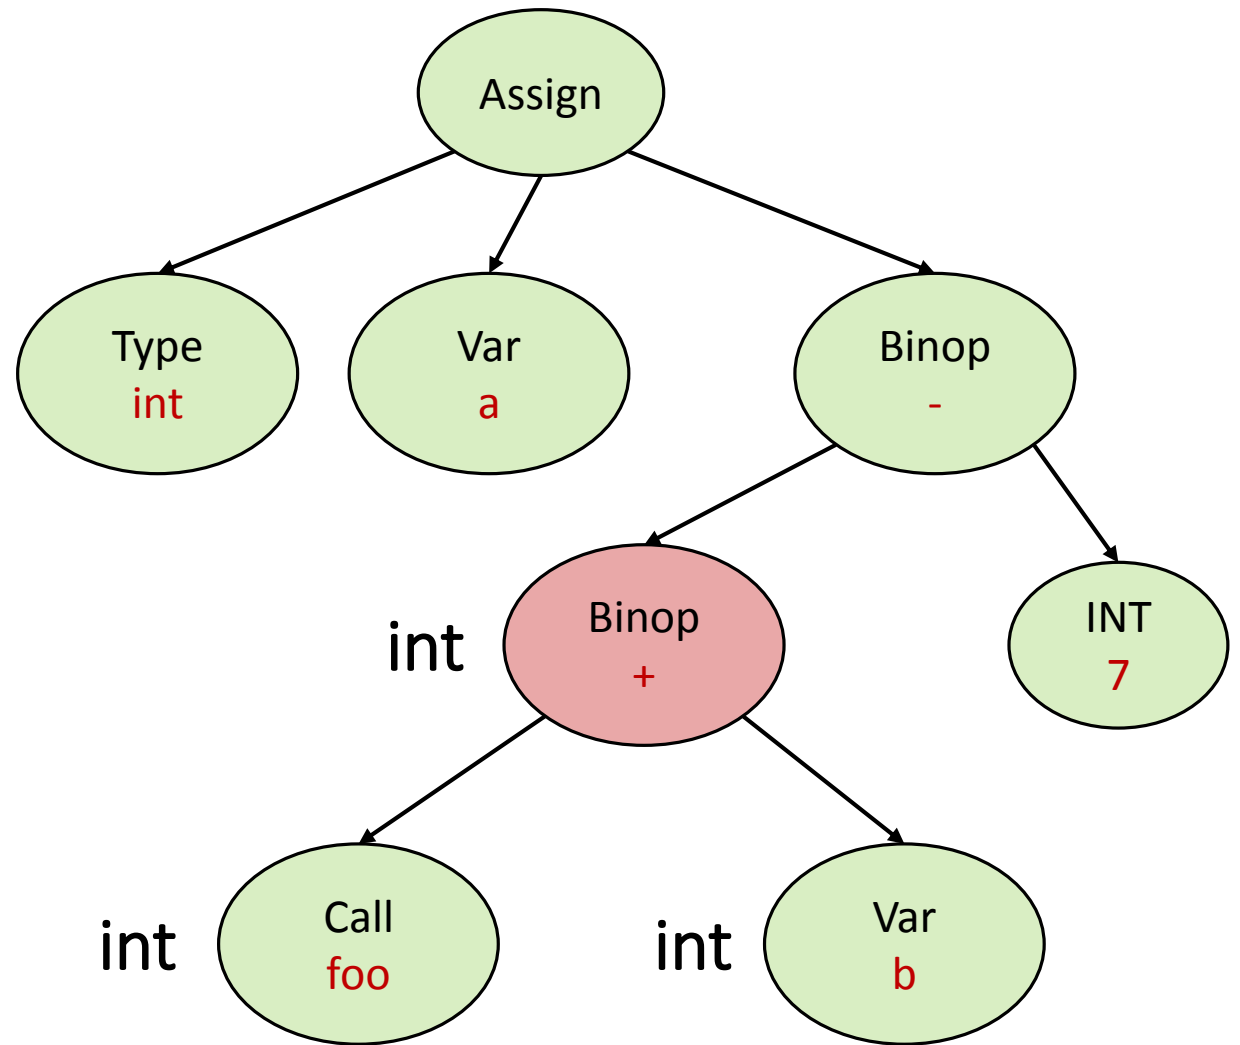 Assign
Type
int
Var
a
Binop
-
int
Binop
+
INT
7
int
Call
foo
int
Var
b